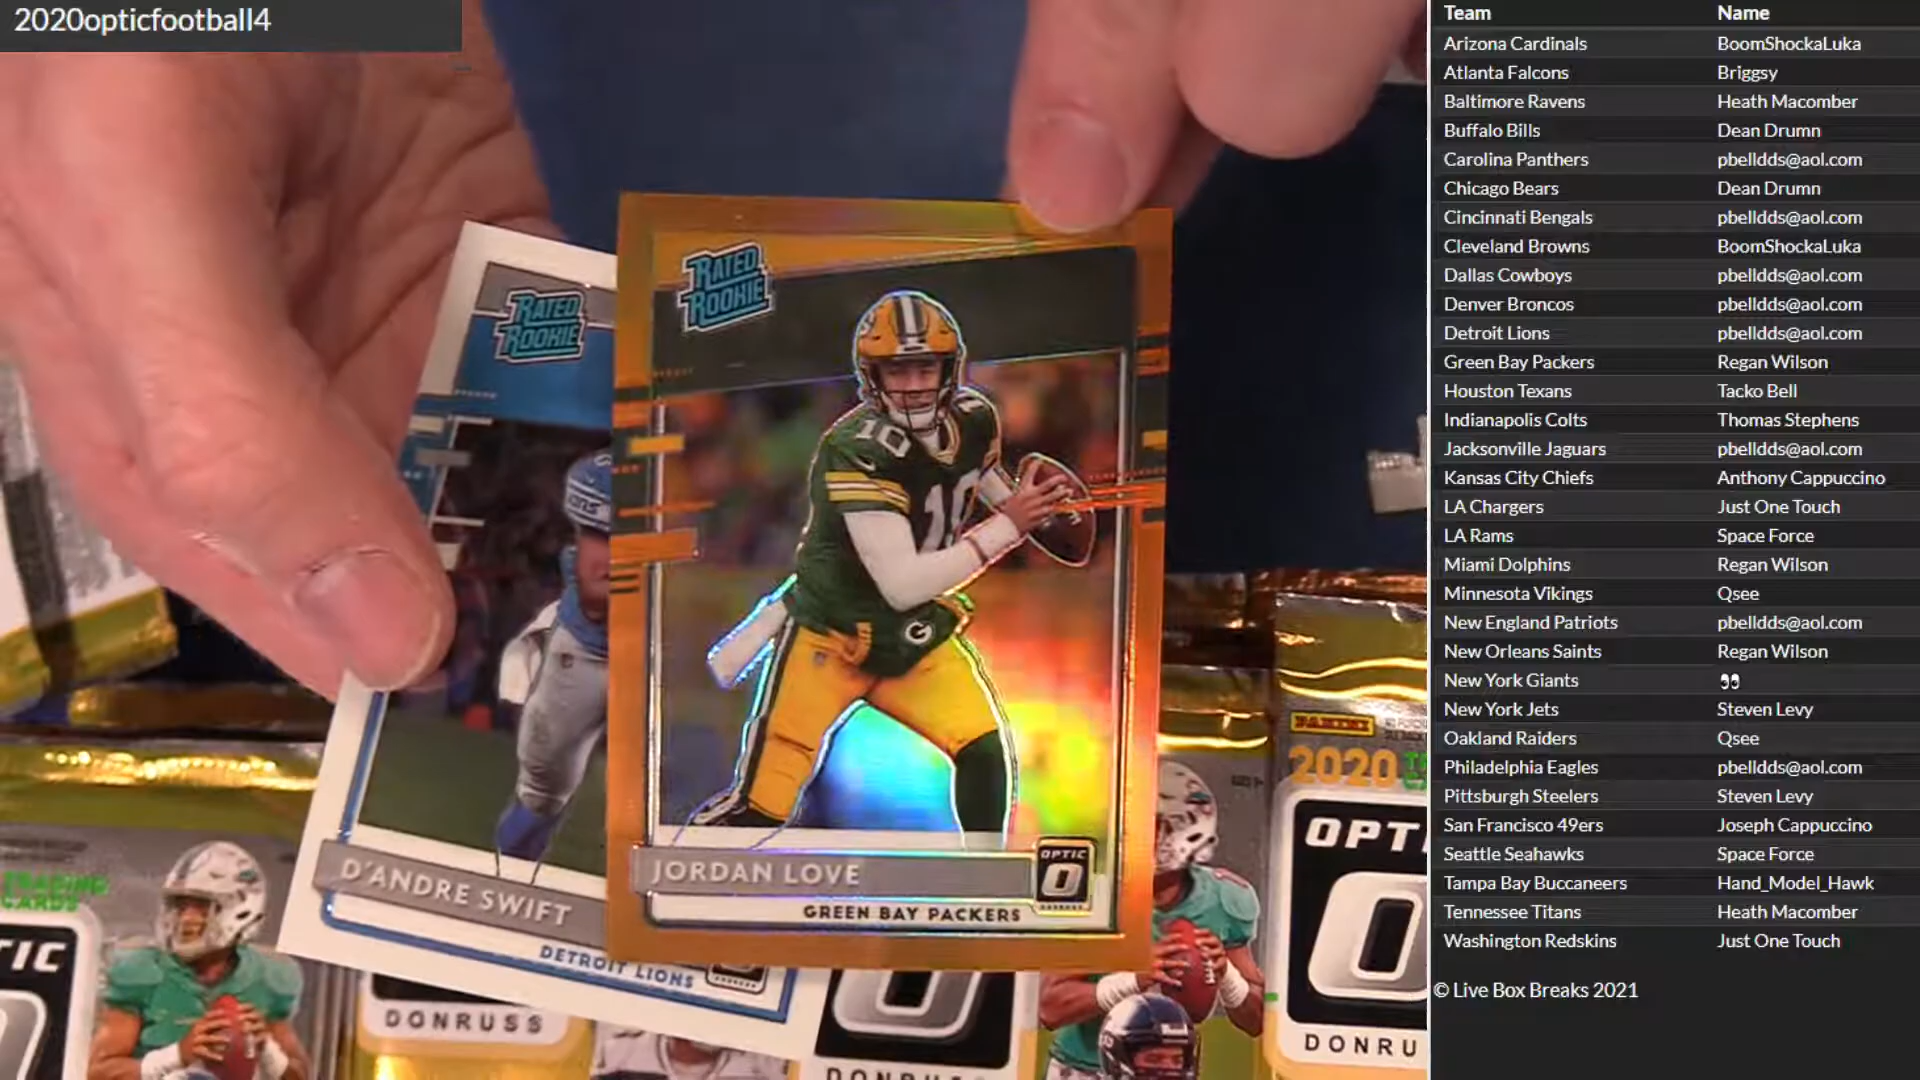 2020opticfootball4
RATED
ROOKIE
RATED
ROOKIE
10
JORDAN LOVE
OPTIC
GREEN BAY PACKERS
D'ANDRE SWIFT
DETROIT LIONS
TRADING
CARDS
DONRUSS
PANINI
2020
OPT
DONRU
Team Name
Arizona Cardinals BoomShockaLuka
Atlanta Falcons Briggsy
Baltimore Ravens Heath Macomber
Buffalo Bills Dean Drumn
Carolina Panthers pbelldds@aol.com
Chicago Bears Dean Drumn
Cincinnati Bengals pbelldds@aol.com
Cleveland Browns BoomShockaLuka
Dallas Cowboys pbelldds@aol.com
Denver Broncos pbelldds@aol.com
Detroit Lions pbelldds@aol.com
Green Bay Packers Regan Wilson
Houston Texans Tacko Bell
Indianapolis Colts Thomas Stephens
Jacksonville Jaguars pbelldds@aol.com
Kansas City Chiefs Anthony Cappuccino
LA Chargers Just One Touch
LA Rams Space Force
Miami Dolphins Regan Wilson
Minnesota Vikings Qsee
New England Patriots pbelldds@aol.com
New Orleans Saints Regan Wilson
New York Giants 👀
New York Jets Steven Levy
Oakland Raiders Qsee
Philadelphia Eagles pbelldds@aol.com
Pittsburgh Steelers Steven Levy
San Francisco 49ers Joseph Cappuccino
Seattle Seahawks Space Force
Tampa Bay Buccaneers Hand_Model_Hawk
Tennessee Titans Heath Macomber
Washington Redskins Just One Touch
© Live Box Breaks 2021